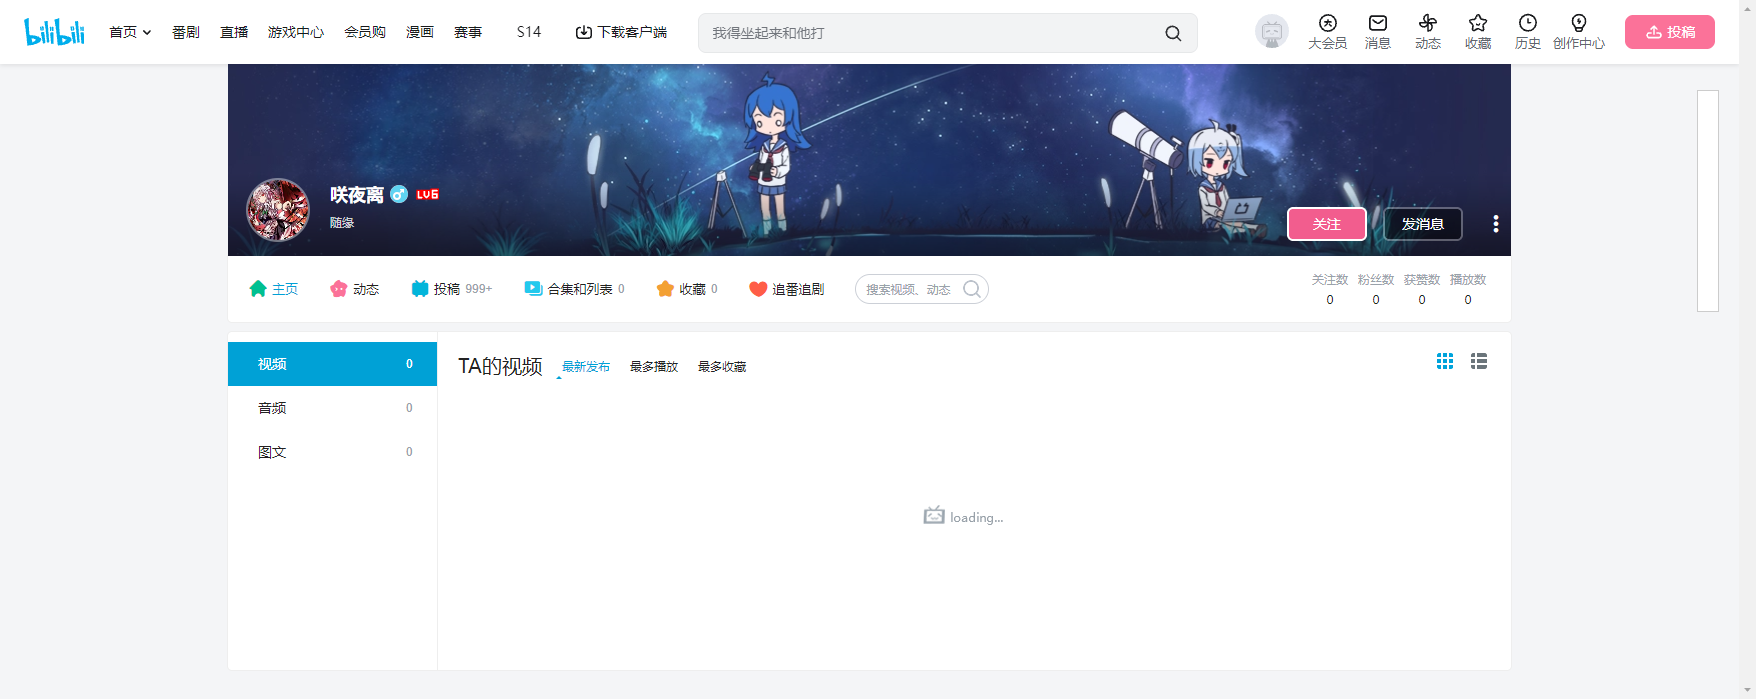 bilibili 首页 番剧 直播 游戏中心 会员购 漫画 赛事 S14 下载客户端 我得坐起来和他打 大会员 消息 动态 收藏 历史 创作中心 投稿
咲夜离 LV6
随缘
关注 发消息
主页 动态 投稿 999+ 合集和列表 0 收藏 0 追番追剧 搜索视频、动态
关注数 粉丝数 获赞数 播放数
0 0 0 0
视频 0
音频 0
图文 0
TA的视频 最新发布 最多播放 最多收藏
loading...